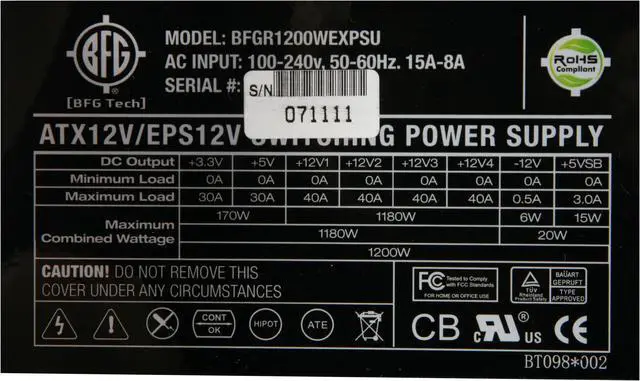 BFG
®
[BFG Tech]
MODEL: BFGR1200WEXPSU
AC INPUT: 100-240v, 50-60Hz. 15A-8A
SERIAL #:
S/N
071111
RoHS
Compliant
ATX12V/EPS12V SWITCHING POWER SUPPLY
DC Output +3.3V +5V +12V1 +12V2 +12V3 +12V4 -12V +5VSB
Minimum Load 0A 0A 0A 0A 0A 0A 0A 0A
Maximum Load 30A 30A 40A 40A 40A 40A 0.5A 3.0A
Maximum Combined Wattage
170W 1180W 6W 15W
1180W 20W
1200W
CAUTION! DO NOT REMOVE THIS
COVER UNDER ANY CIRCUMSTANCES
FCC Tested to Comply
with FCC Standards
FOR HOME OR OFFICE USE
TÜV
Rheinland
Product Safety
BAUART
GEPRÜFT
TYPE
APPROVED
CONT
OK
HIPOT
ATE
CB
c RU US
CE
BT098*002